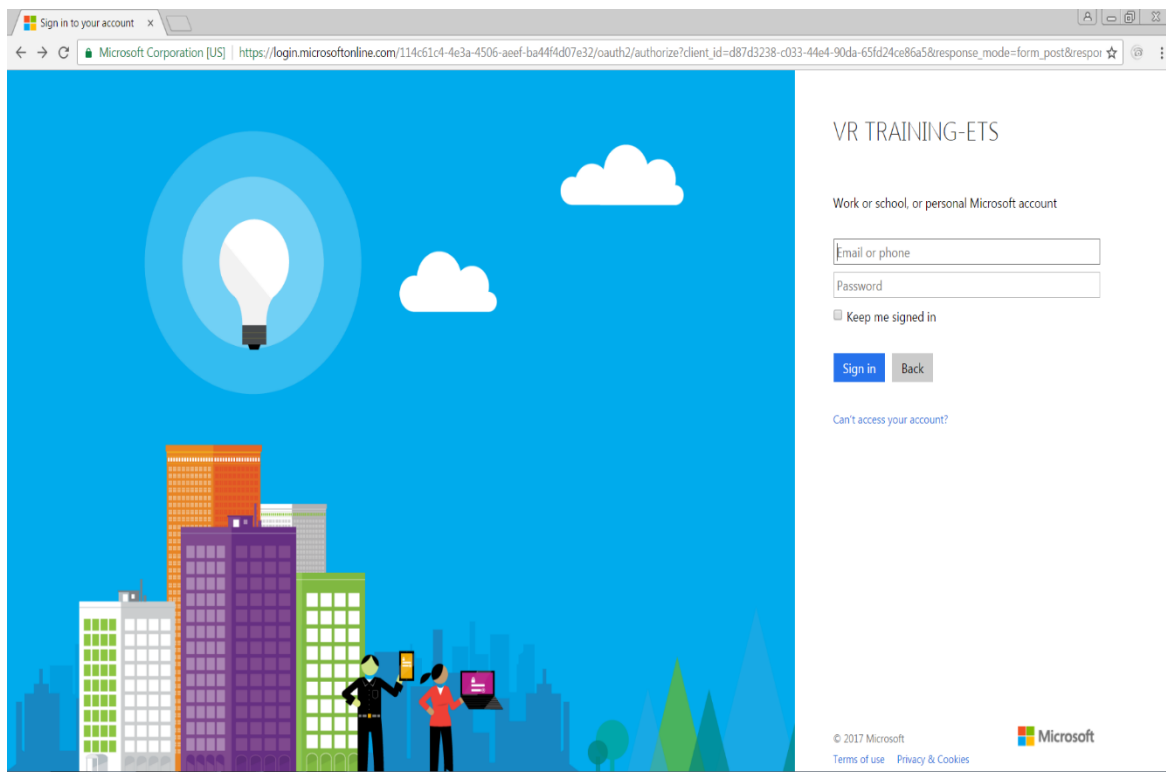 Sign in to your account
Microsoft Corporation [US] | https://login.microsoftonline.com/114c61c4-4e3a-4506-aeef-ba44f4d07e32/oauth2/authorize?client_id=d87d3238-c033-44e4-90da-65fd24ce86a5&response_mode=form_post&respor
VR TRAINING-ETS
Work or school, or personal Microsoft account
Email or phone
Password
Keep me signed in
Sign in Back
Can't access your account?
© 2017 Microsoft Microsoft
Terms of use Privacy & Cookies